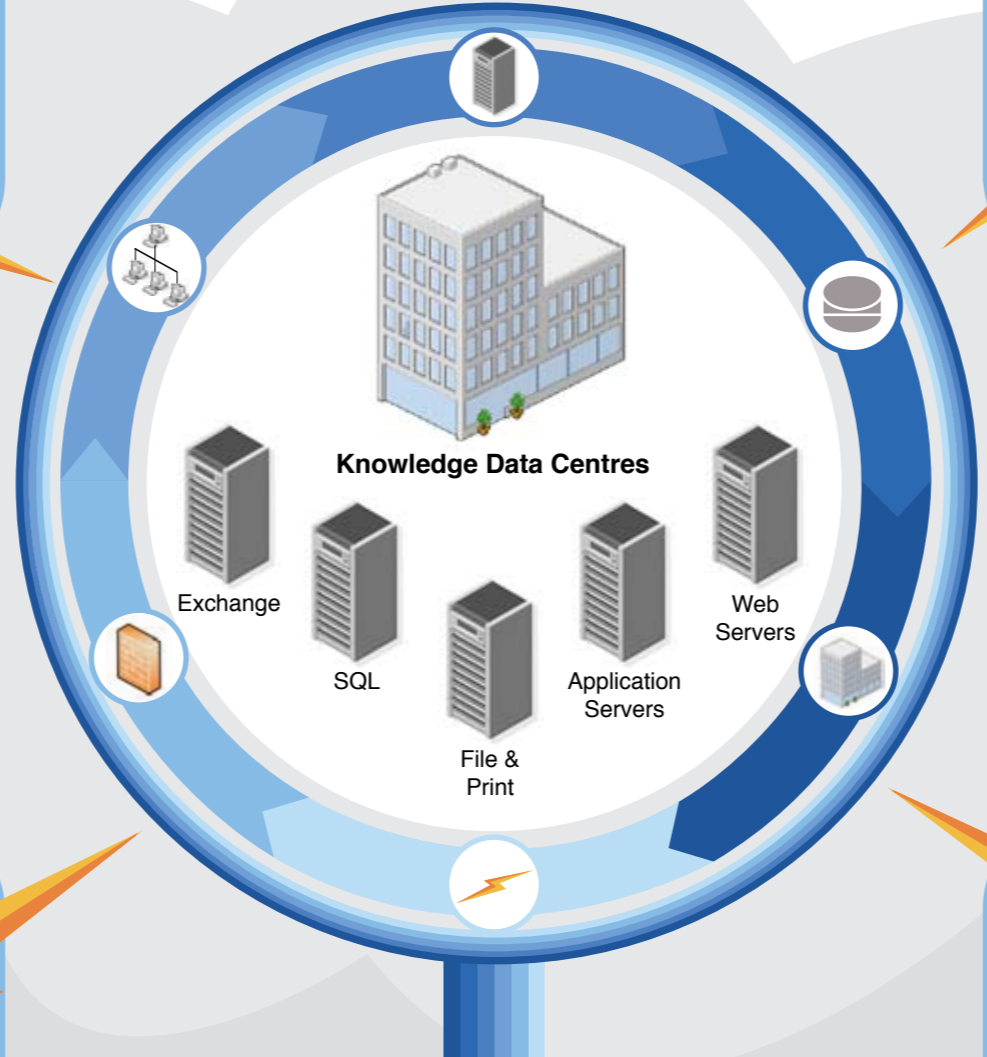 Knowledge Data Centres
Exchange
SQL
File &
Print
Application
Servers
Web
Servers